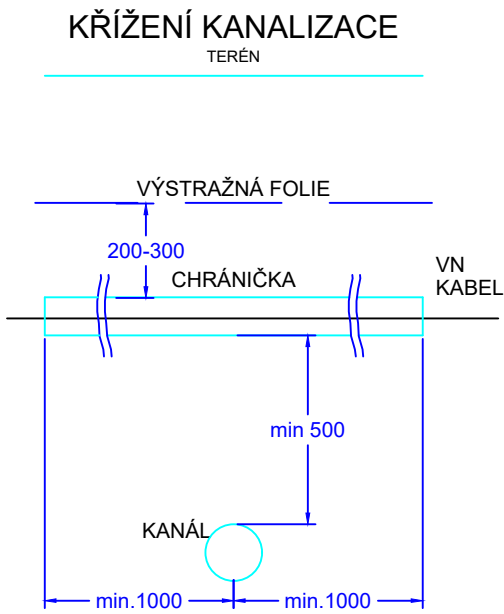 KŘÍŽENÍ KANALIZACE
TERÉN
VÝSTRAŽNÁ FOLIE
200-300
CHRÁNIČKA
VN
KABEL
min 500
KANÁL
min.1000
min.1000